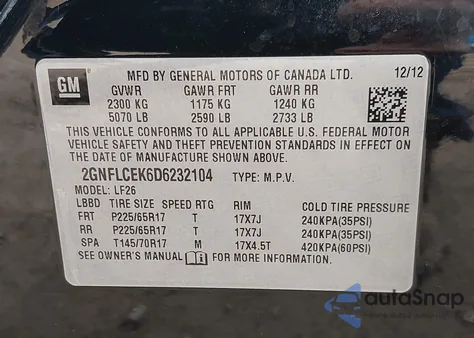 GM
MFD BY GENERAL MOTORS OF CANADA LTD. 12/12
GVWR GAWR FRT GAWR RR
2300 KG 1175 KG 1240 KG
5070 LB 2590 LB 2733 LB
THIS VEHICLE CONFORMS TO ALL APPLICABLE U.S. FEDERAL MOTOR
VEHICLE SAFETY AND THEFT PREVENTION STANDARDS IN EFFECT ON
THE DATE OF MANUFACTURE SHOWN ABOVE.
2GNFLCEK6D6232104 TYPE: M.P.V.
MODEL: LF26
LBBD TIRE SIZE SPEED RTG RIM COLD TIRE PRESSURE
FRT P225/65R17 T 17X7J 240KPA(35PSI)
RR P225/65R17 T 17X7J 240KPA(35PSI)
SPA T145/70R17 M 17X4.5T 420KPA(60PSI)
SEE OWNER'S MANUAL FOR MORE INFORMATION.
autoSnap